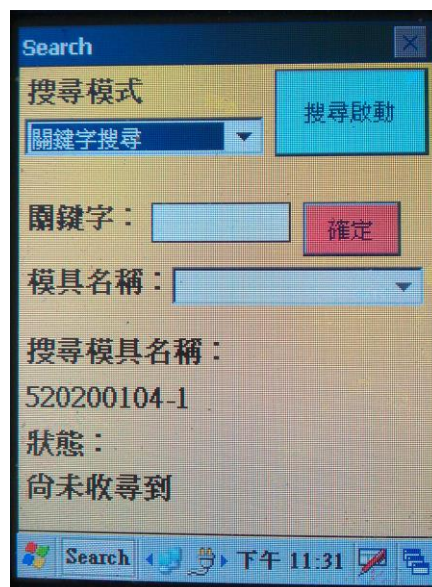 Search
搜尋模式
搜尋啟動
關鍵字搜尋
關鍵字：
確定
模具名稱：
搜尋模具名稱：
520200104-1
狀態：
尚未收尋到
Search 下午 11:31